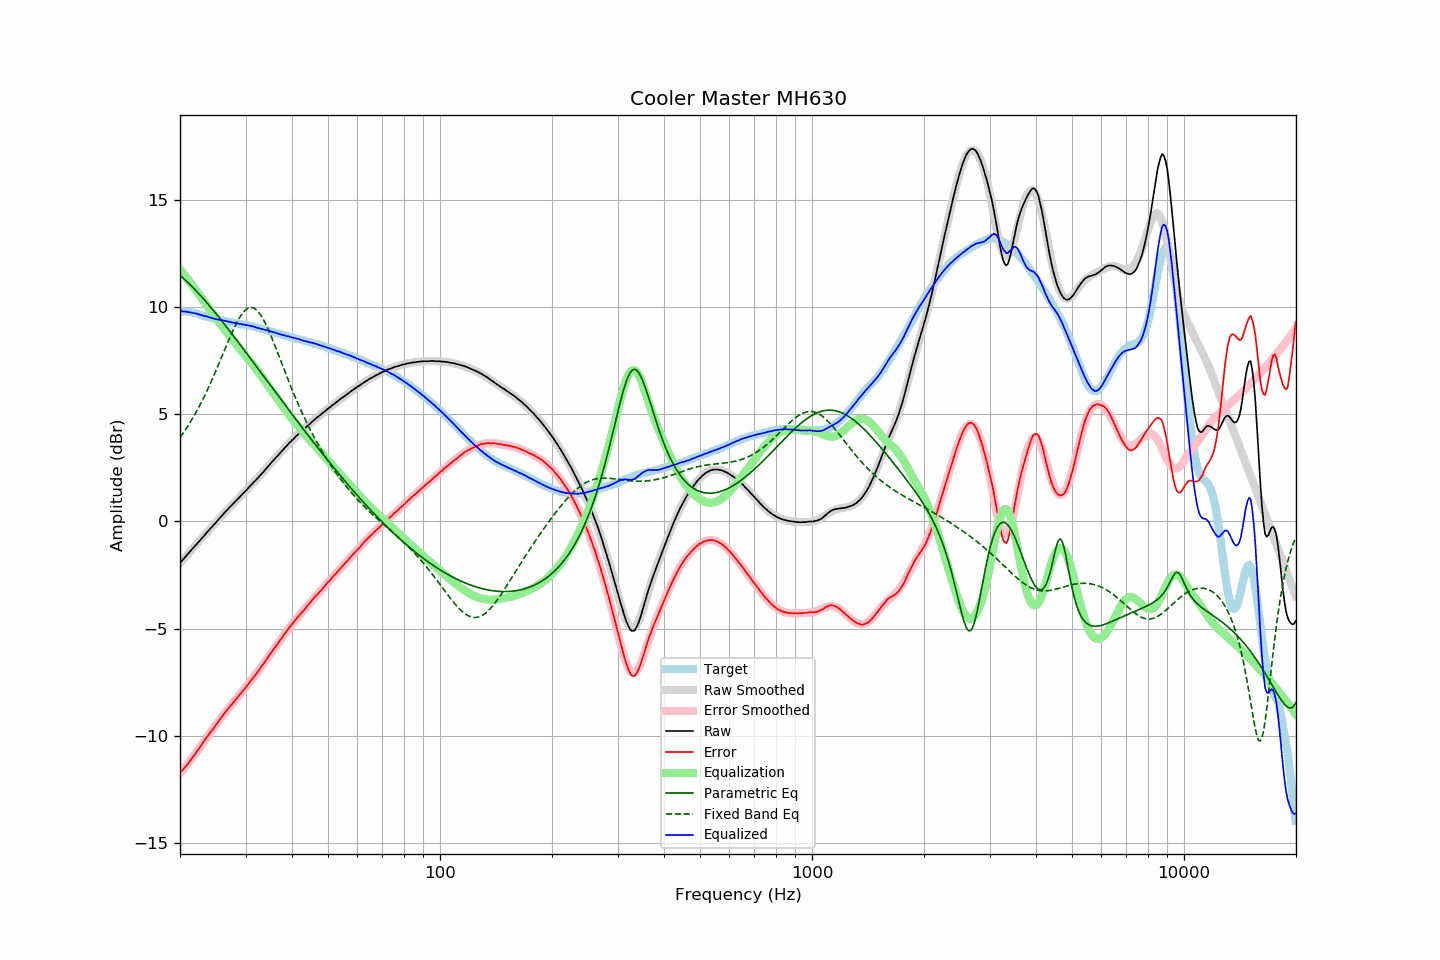 Cooler Master MH630
Amplitude (dBr)
15
10
5
0
−5
−10
−15
Target
Raw Smoothed
Error Smoothed
Raw
Error
Equalization
Parametric Eq
Fixed Band Eq
Equalized
100
1000
10000
Frequency (Hz)